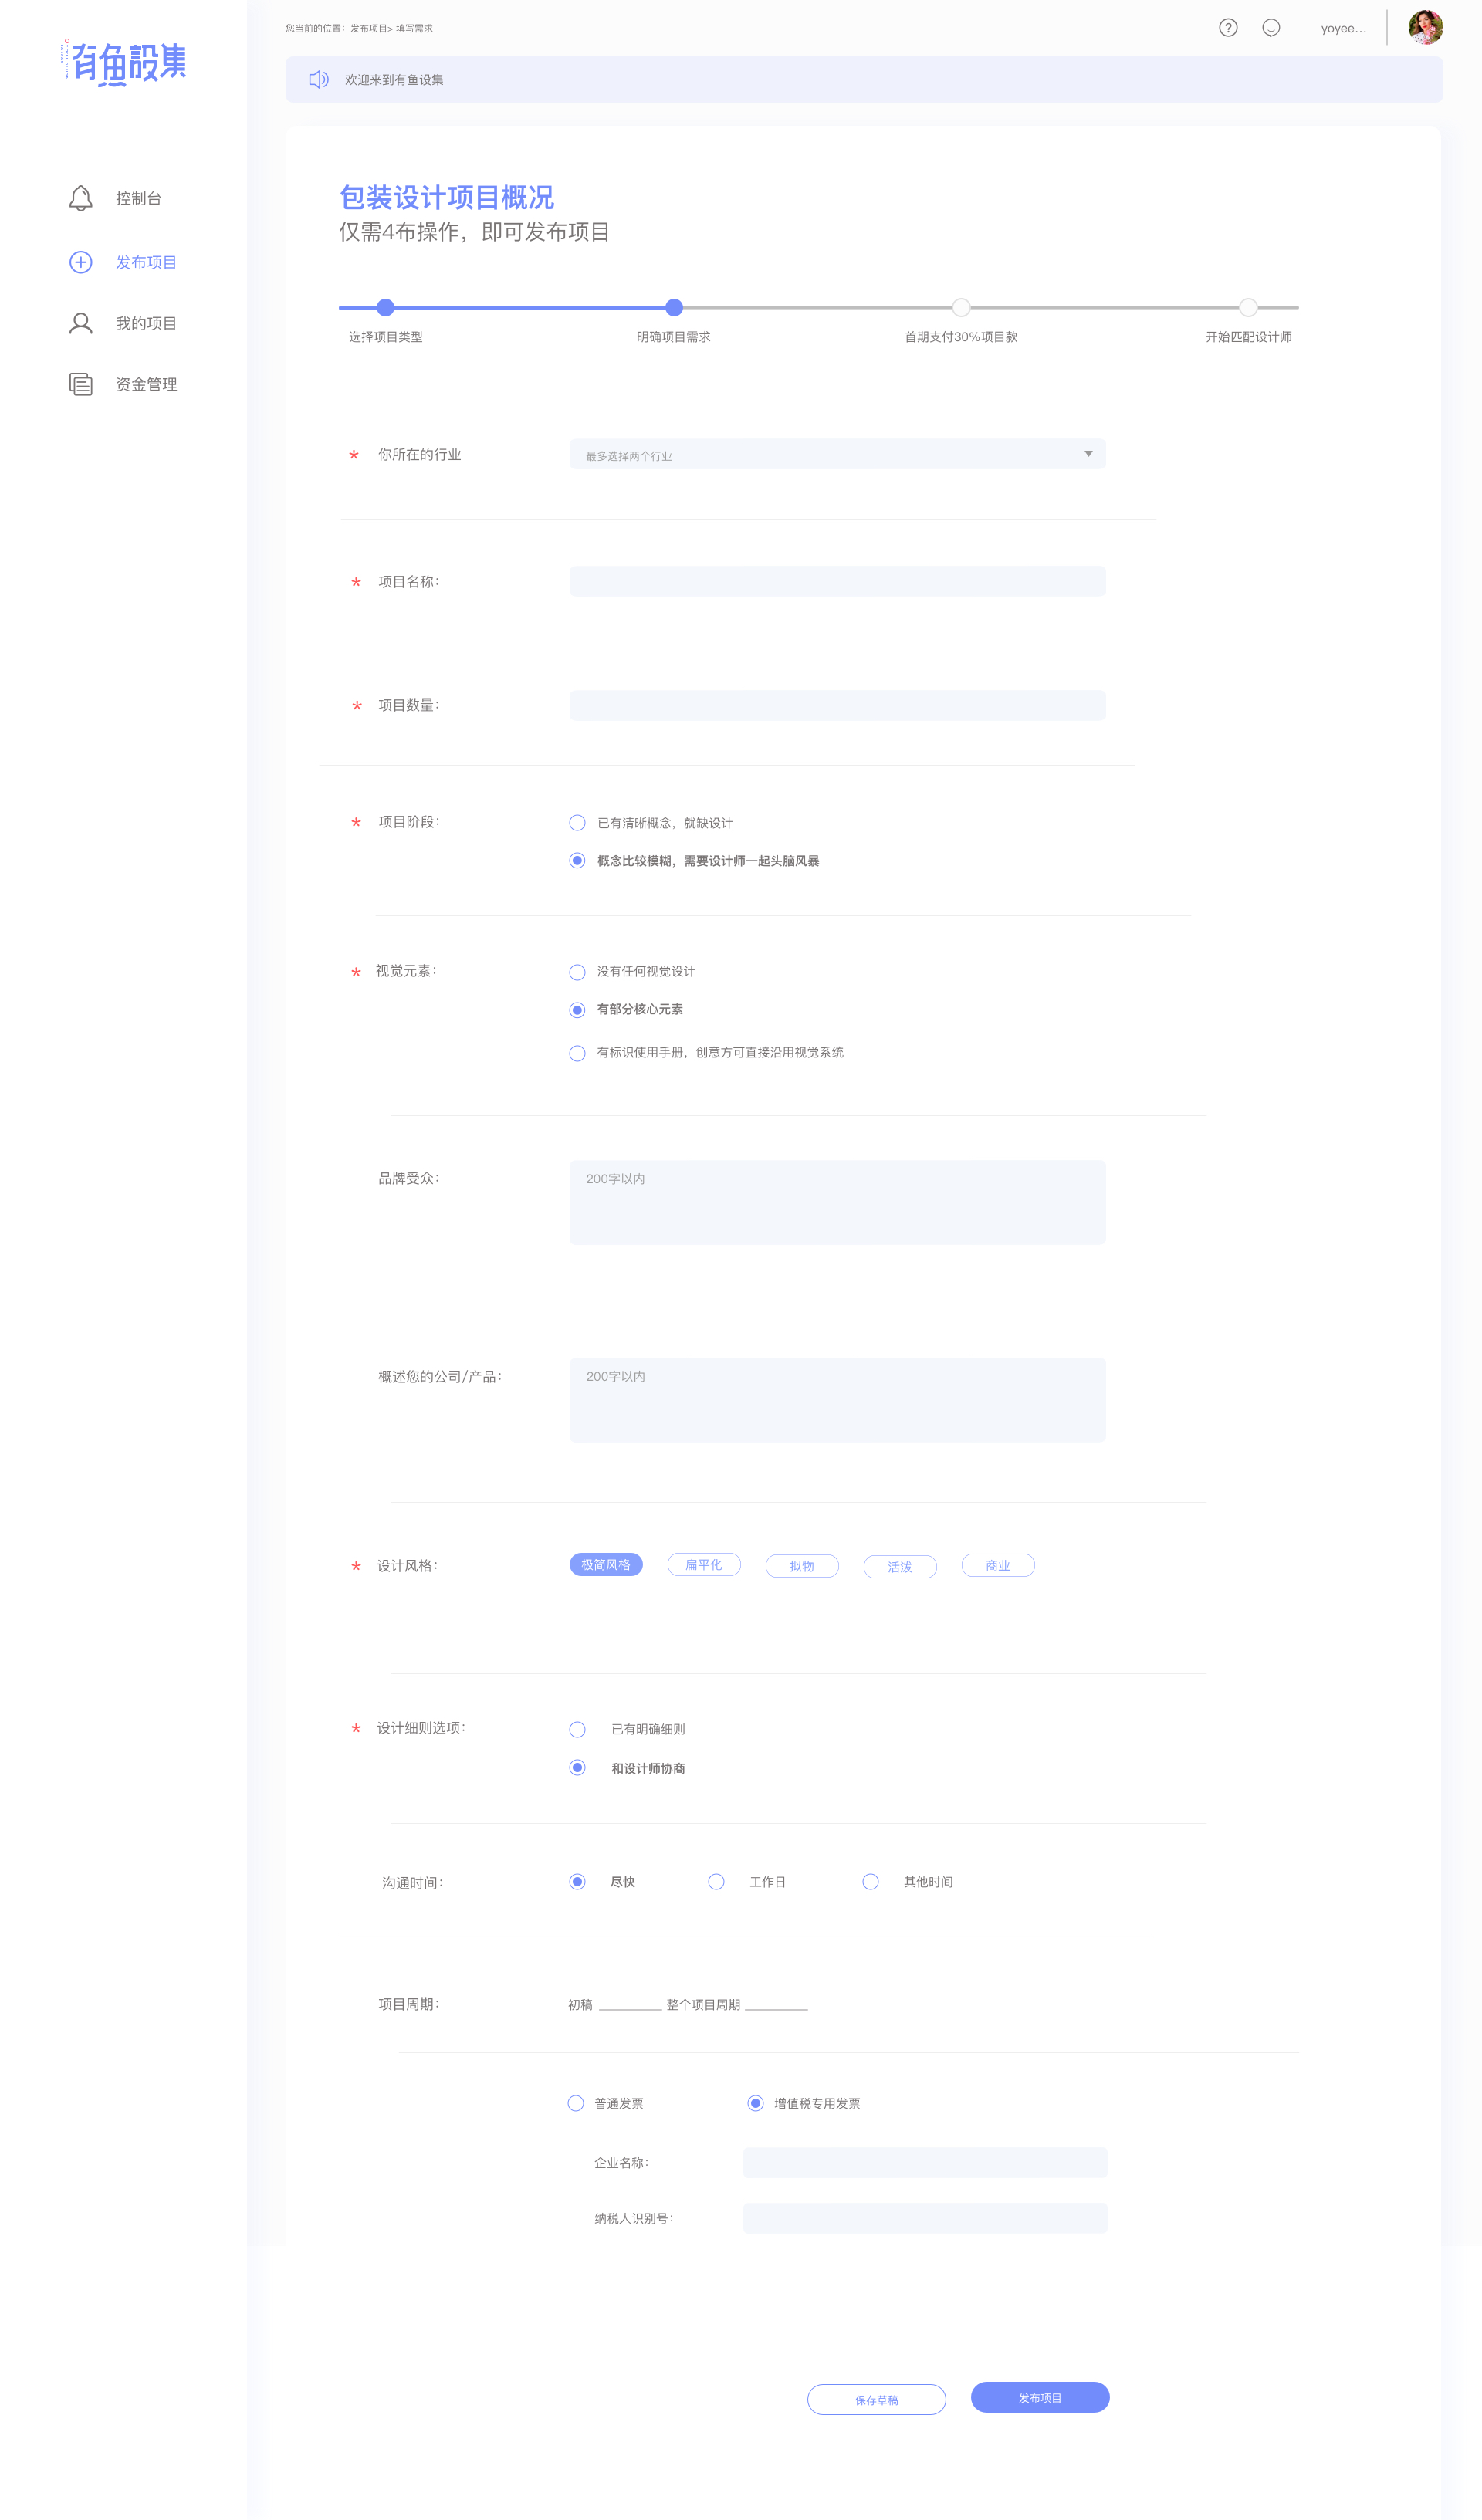 有魚設集
您当前的位置：发布项目> 填写需求
yoyee...
欢迎来到有鱼设集
控制台
发布项目
我的项目
资金管理
包装设计项目概况
仅需4布操作，即可发布项目
选择项目类型
明确项目需求
首期支付30%项目款
开始匹配设计师
* 你所在的行业
最多选择两个行业
* 项目名称：
* 项目数量：
* 项目阶段：
已有清晰概念，就缺设计
概念比较模糊，需要设计师一起头脑风暴
* 视觉元素：
没有任何视觉设计
有部分核心元素
有标识使用手册，创意方可直接沿用视觉系统
品牌受众：
200字以内
概述您的公司/产品：
200字以内
* 设计风格：
极简风格 扁平化 拟物 活泼 商业
* 设计细则选项：
已有明确细则
和设计师协商
沟通时间：
尽快 工作日 其他时间
项目周期：
初稿 _________ 整个项目周期 _________
普通发票 增值税专用发票
企业名称：
纳税人识别号：
保存草稿 发布项目